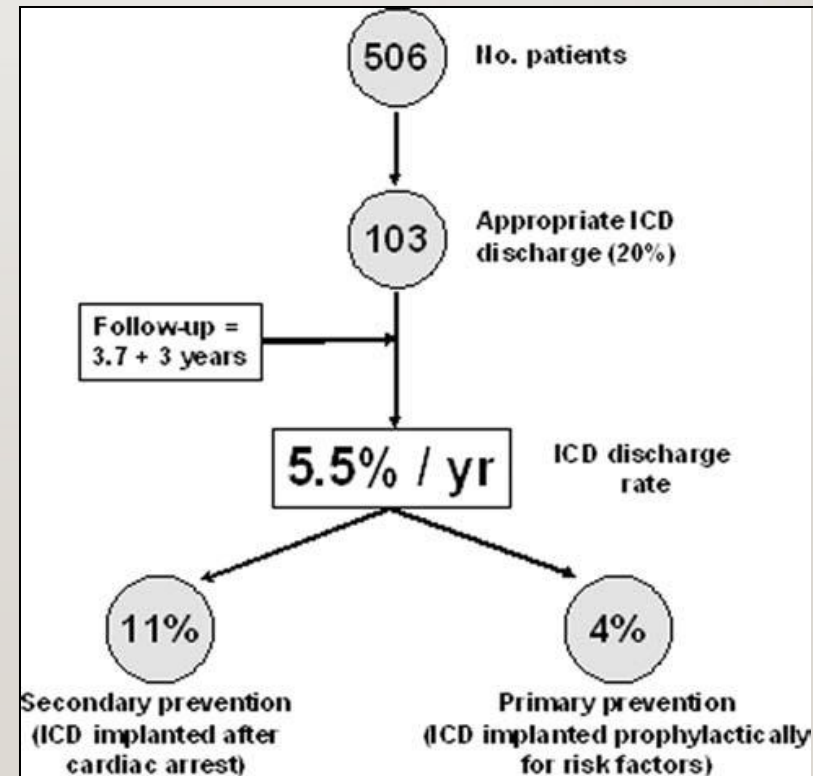 506
No. patients
103
Appropriate ICD
discharge (20%)
Follow-up =
3.7 + 3 years
5.5% / yr
ICD discharge
rate
11%
4%
Secondary prevention
(ICD implanted after
cardiac arrest)
Primary prevention
(ICD implanted prophylactically
for risk factors)